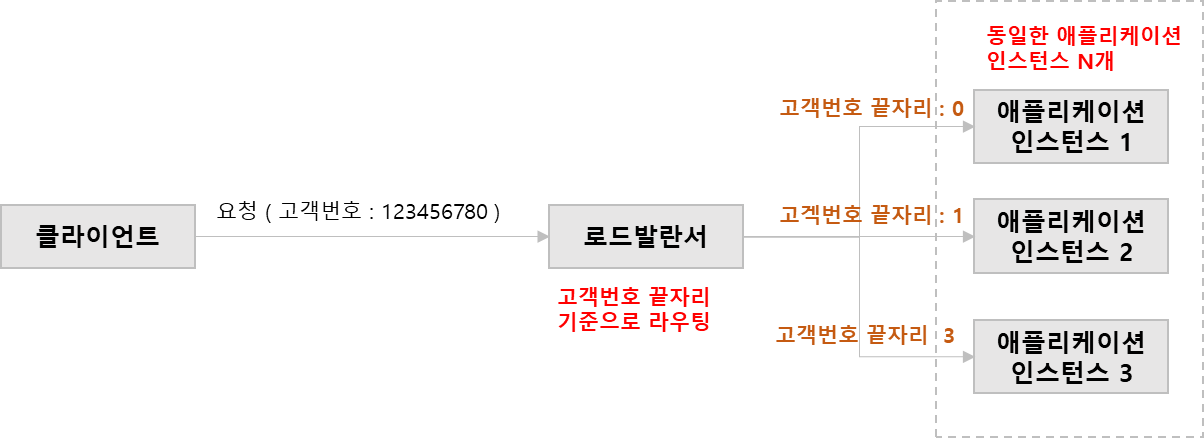 동일한 애플리케이션
인스턴스 N개
고객번호 끝자리 : 0
애플리케이션
인스턴스 1
클라이언트
요청 ( 고객번호 : 123456780 )
로드발란서
고객번호 끝자리
기준으로 라우팅
고겍번호 끝자리 : 1
애플리케이션
인스턴스 2
고객번호 끝자리  3
애플리케이션
인스턴스 3